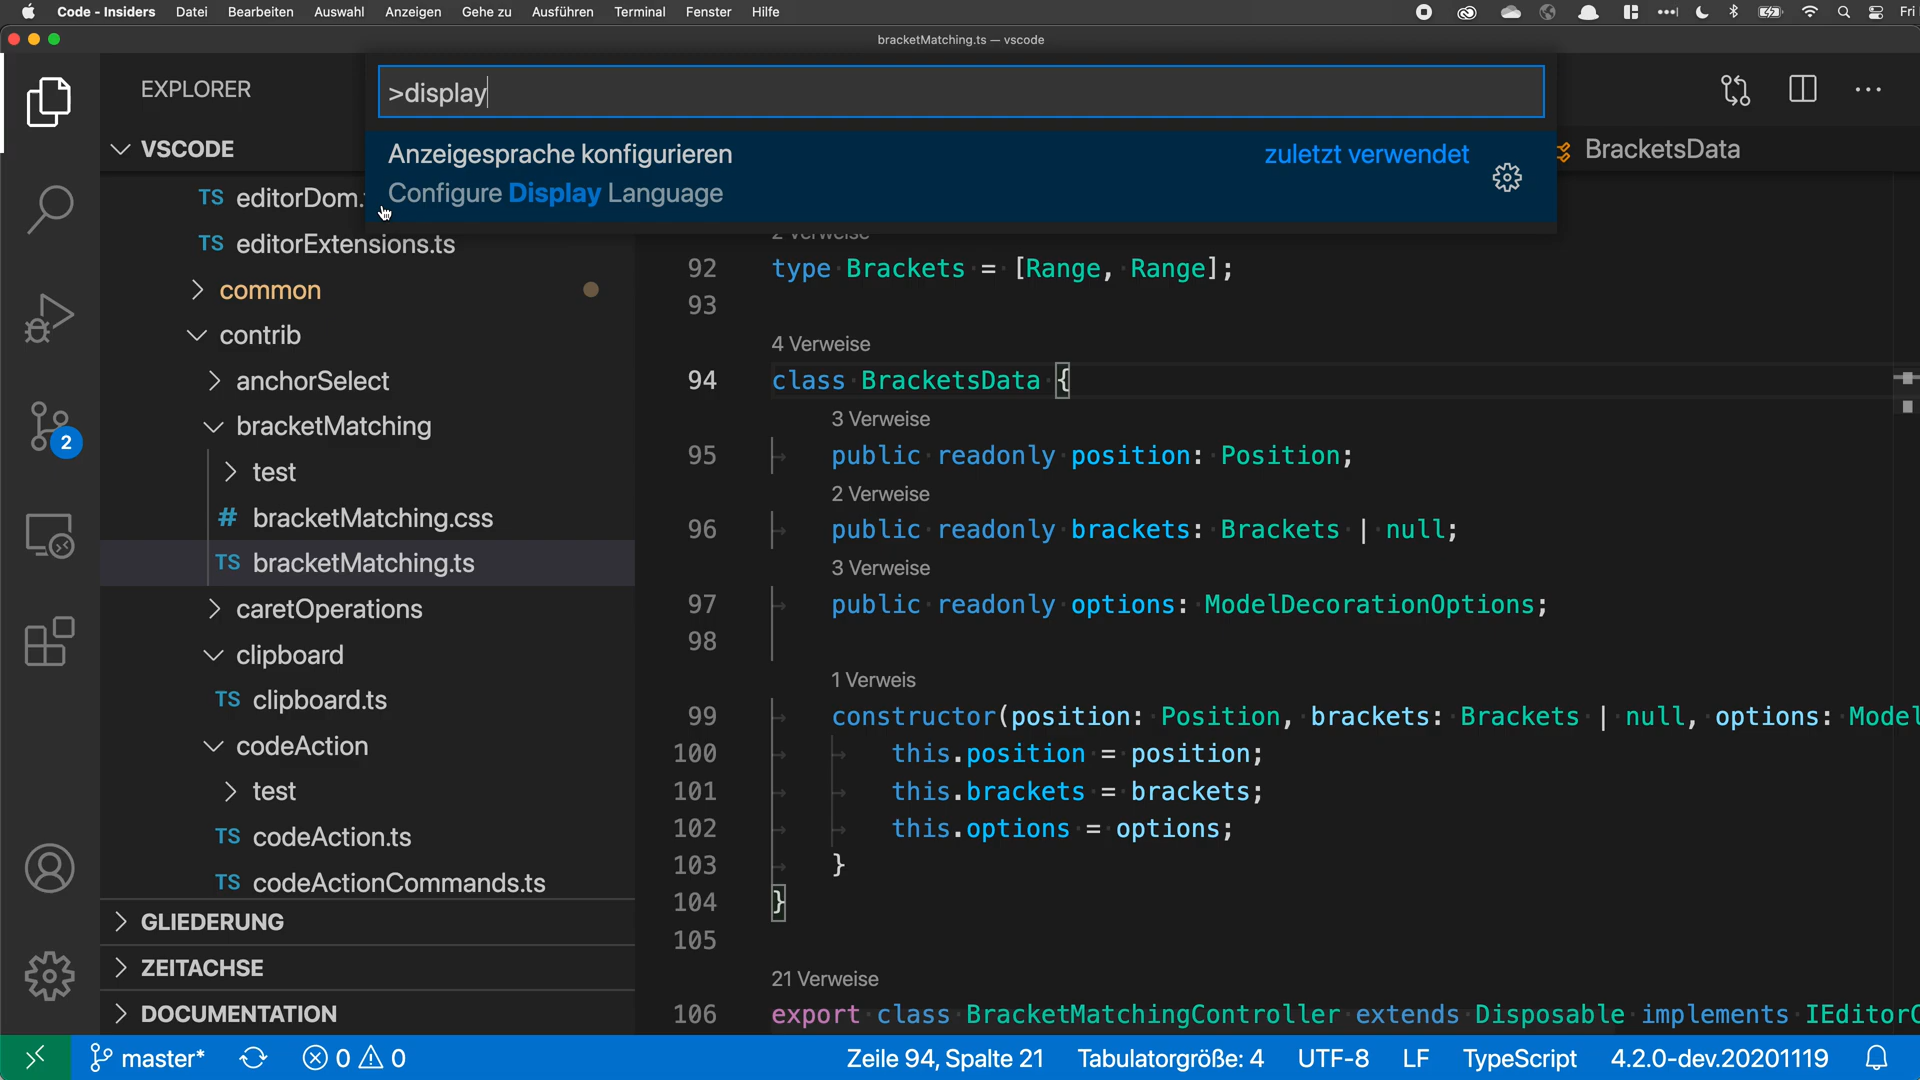 Code - Insiders Datei Bearbeiten Auswahl Anzeigen Gehe zu Ausführen Terminal Fenster Hilfe Fri
bracketMatching.ts — vscode
EXPLORER
>display
Anzeigesprache konfigurieren zuletzt verwendet
Configure Display Language
VSCODE
BracketsData
TS editorDom.
TS editorExtensions.ts
common
contrib
anchorSelect
bracketMatching
test
# bracketMatching.css
TS bracketMatching.ts
caretOperations
clipboard
TS clipboard.ts
codeAction
test
TS codeAction.ts
TS codeActionCommands.ts
GLIEDERUNG
ZEITACHSE
DOCUMENTATION
2
2 Verweise
92 type Brackets = [Range, Range];
93
4 Verweise
94 class BracketsData {
3 Verweise
95 public readonly position: Position;
2 Verweise
96 public readonly brackets: Brackets | null;
3 Verweise
97 public readonly options: ModelDecorationOptions;
98
1 Verweis
99 constructor(position: Position, brackets: Brackets | null, options: Model
100 this.position = position;
101 this.brackets = brackets;
102 this.options = options;
103 }
104 }
105
21 Verweise
106 export class BracketMatchingController extends Disposable implements IEditorC
master* 0 0 Zeile 94, Spalte 21 Tabulatorgröße: 4 UTF-8 LF TypeScript 4.2.0-dev.20201119